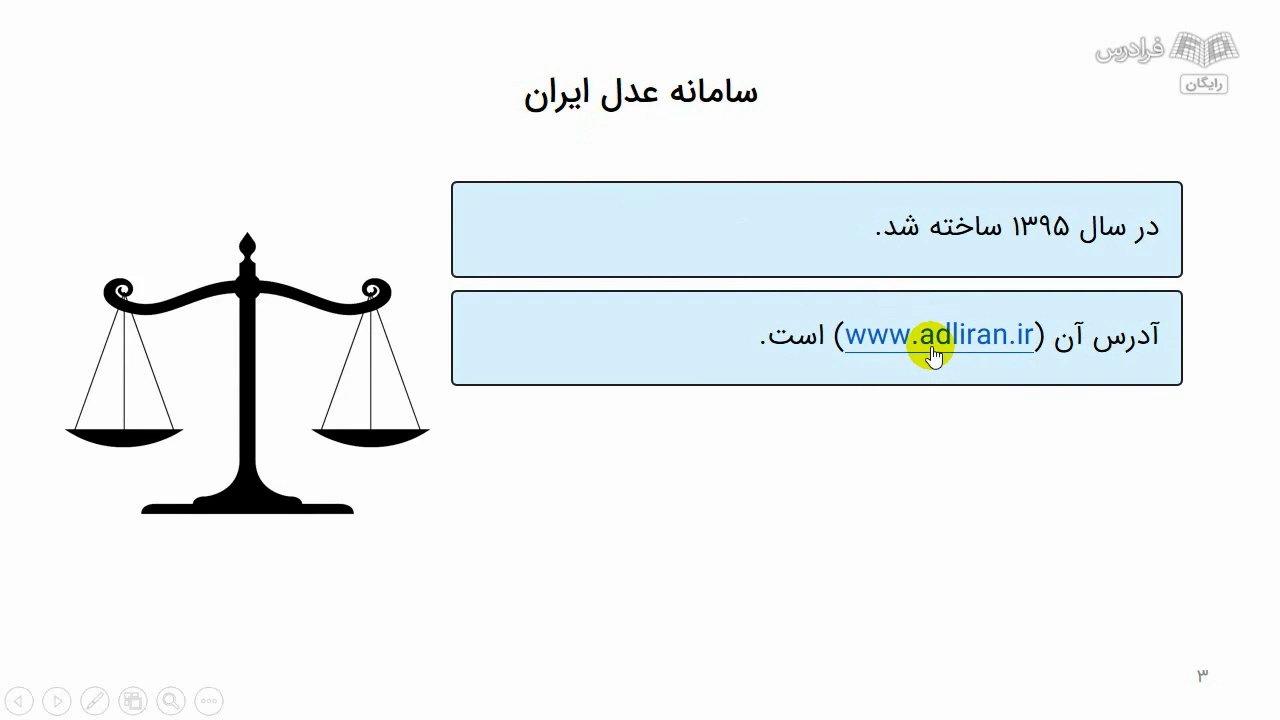 فرادرس
رایگان
سامانه عدل ایران
در سال ۱۳۹۵ ساخته شد.
آدرس آن (www.adliran.ir) است.
۳